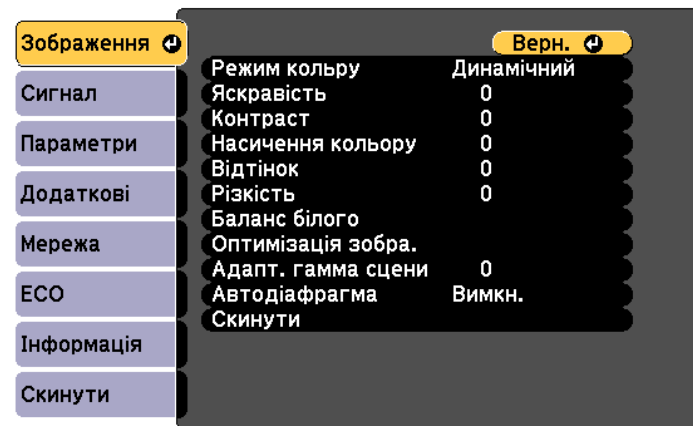 Зображення
Сигнал
Параметри
Додаткові
Мережа
ECO
Інформація
Скинути
Верн.
Режим кольру Динамічний
Яскравість 0
Контраст 0
Насичення кольору 0
Відтінок 0
Різкість 0
Баланс білого
Оптимізація зобра.
Адапт. гамма сцени 0
Автодіафрагма Вимкн.
Скинути